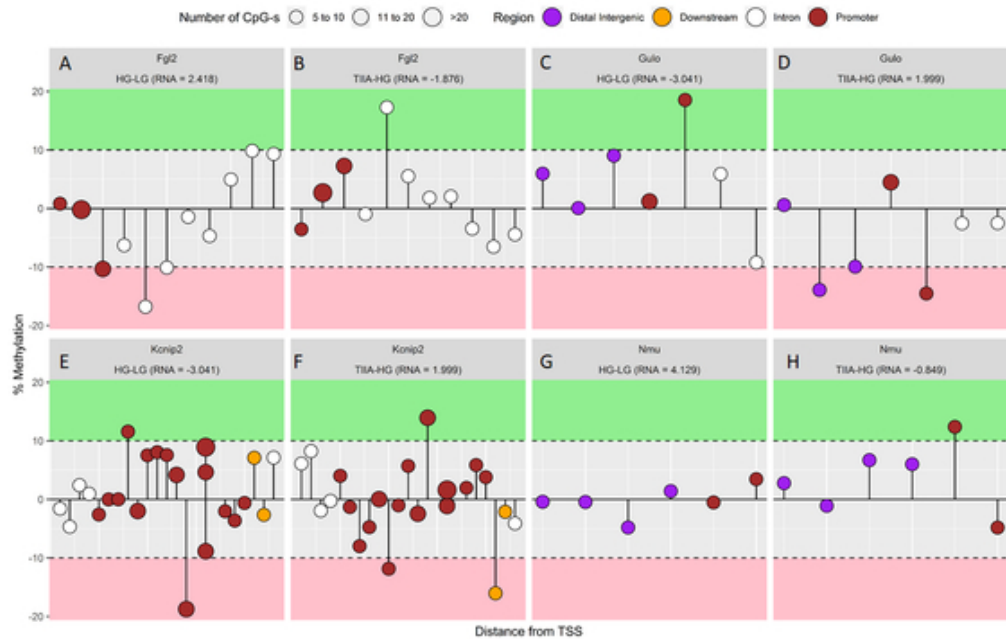 Number of CpG-s 5 to 10 11 to 20 >20 Region Distal Intergenic Downstream Intron Promoter
A Fgl2 B Fgl2 C Gulo D Gulo
HG-LG (RNA = 2.418) TIIA-HG (RNA = -1.876) HG-LG (RNA = -3.041) TIIA-HG (RNA = 1.999)
20
10
0
-10
-20
% Methylation
E Kcnip2 F Kcnip2 G Nmu H Nmu
HG-LG (RNA = -3.041) TIIA-HG (RNA = 1.999) HG-LG (RNA = 4.129) TIIA-HG (RNA = -0.849)
20
10
0
-10
-20
Distance from TSS